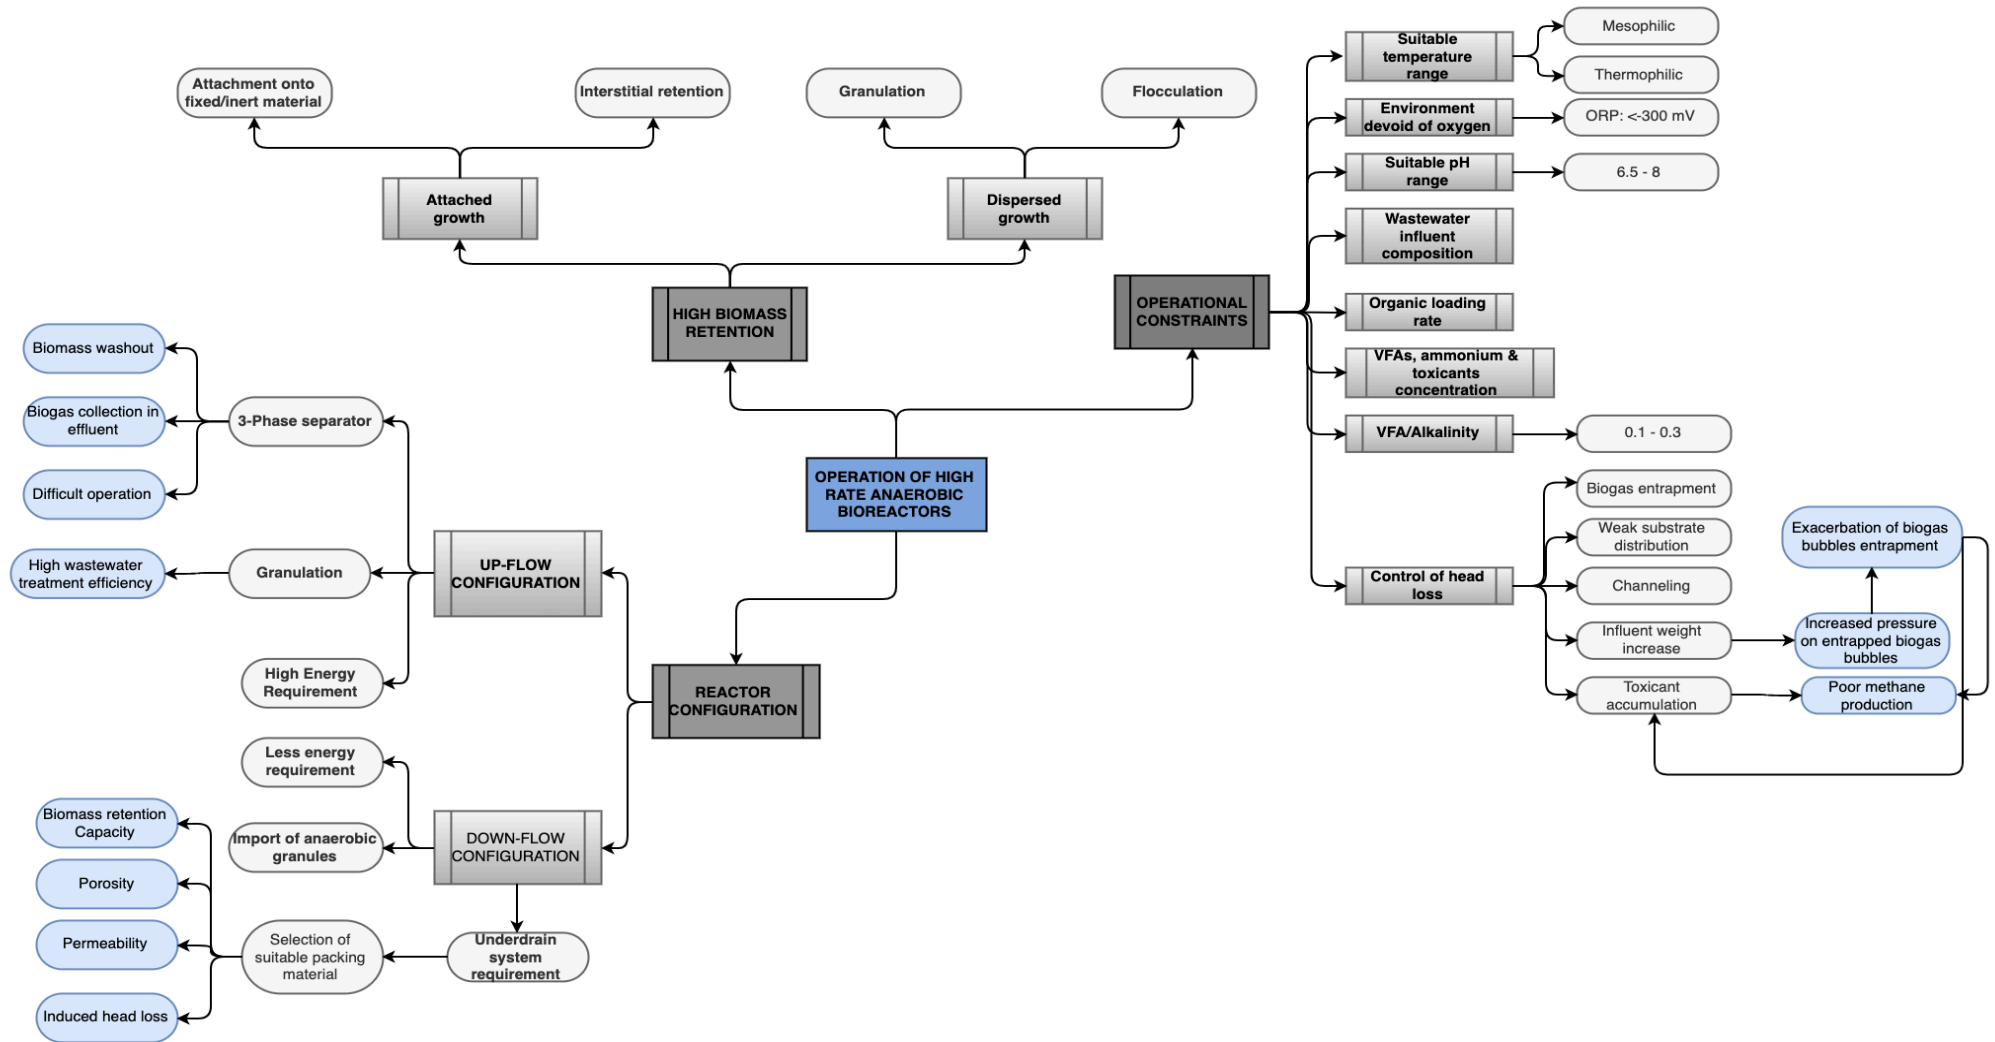 Mesophilic
Suitable
temperature
range
Thermophilic
Attachment onto
fixed/inert material
Interstitial retention
Granulation
Flocculation
Environment
devoid of oxygen
ORP: <-300 mV
Suitable pH
range
6.5 - 8
Attached
growth
Dispersed
growth
Wastewater
influent
composition
HIGH BIOMASS
RETENTION
OPERATIONAL
CONSTRAINTS
Organic loading
rate
VFAs, ammonium &
toxicants
concentration
VFA/Alkalinity
0.1 - 0.3
Biomass washout
Biogas collection in
effluent
3-Phase separator
Difficult operation
OPERATION OF HIGH
RATE ANAEROBIC
BIOREACTORS
Biogas entrapment
Weak substrate
distribution
Exacerbation of biogas
bubbles entrapment
High wastewater
treatment efficiency
Granulation
UP-FLOW
CONFIGURATION
Control of head
loss
Channeling
Influent weight
increase
Increased pressure
on entrapped biogas
bubbles
High Energy
Requirement
REACTOR
CONFIGURATION
Toxicant
accumulation
Poor methane
production
Less energy
requirement
Biomass retention
Capacity
Import of anaerobic
granules
DOWN-FLOW
CONFIGURATION
Porosity
Permeability
Selection of
suitable packing
material
Underdrain
system
requirement
Induced head loss